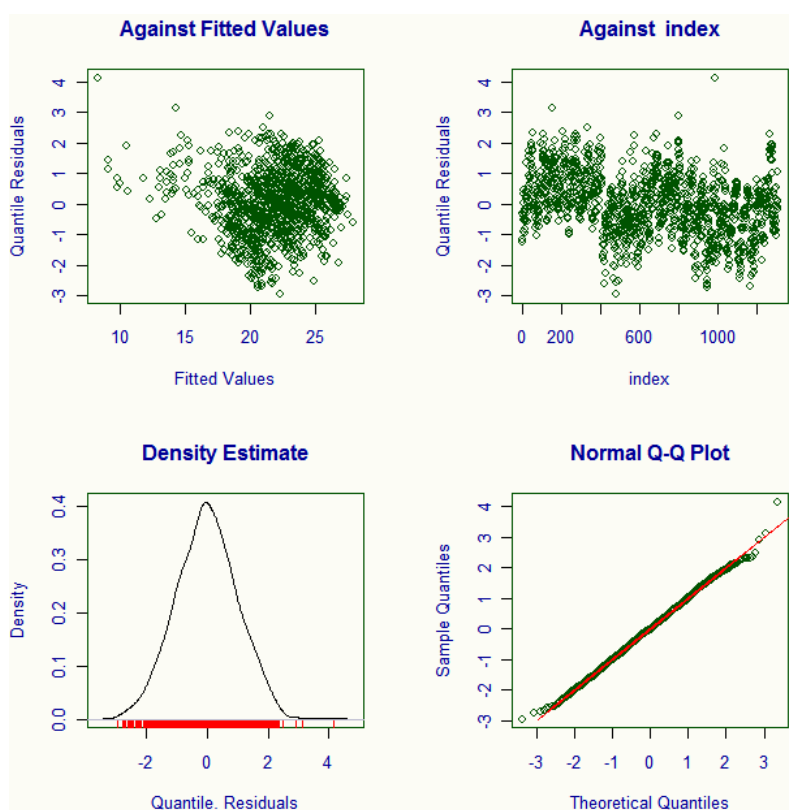 Against Fitted Values
Quantile Residuals
-3 -2 -1 0 1 2 3 4
10 15 20 25
Fitted Values
Against index
Quantile Residuals
-3 -2 -1 0 1 2 3 4
0 200 600 1000
index
Density Estimate
Density
0.0 0.1 0.2 0.3 0.4
-2 0 2 4
Quantile. Residuals
Normal Q-Q Plot
Sample Quantiles
-3 -2 -1 0 1 2 3 4
-3 -2 -1 0 1 2 3
Theoretical Quantiles